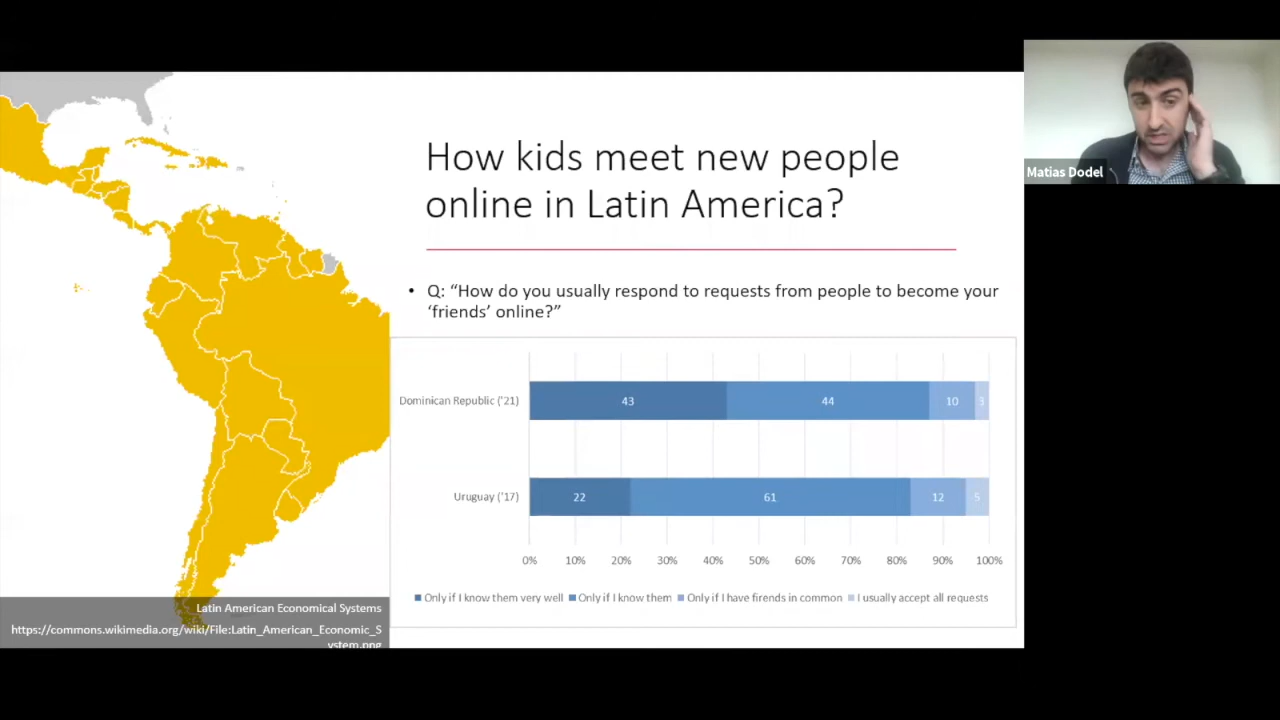 How kids meet new people
online in Latin America?
• Q: “How do you usually respond to requests from people to become your
‘friends’ online?”
Dominican Republic ('21)
43 44 10 3
Uruguay ('17)
22 61 12 5
0% 10% 20% 30% 40% 50% 60% 70% 80% 90% 100%
Only if I know them very well Only if I know them Only if I have firends in common I usually accept all requests
Latin American Economical Systems
https://commons.wikimedia.org/wiki/File:Latin_American_Economic_S
ystem.png
Matias Dodel